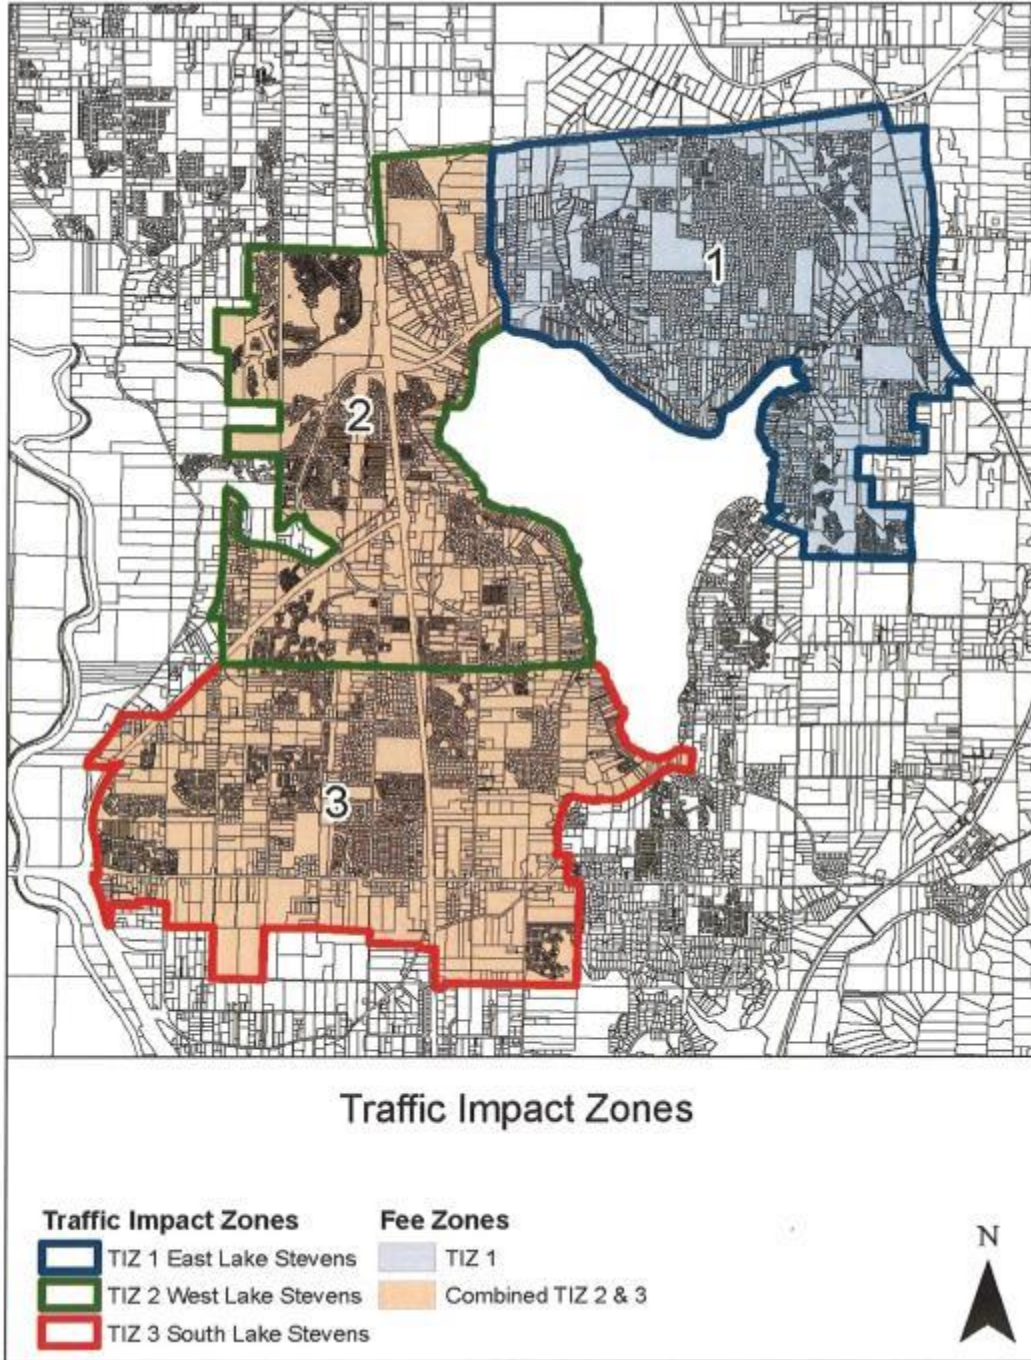 1
2
3
Traffic Impact Zones
Traffic Impact Zones
TIZ 1 East Lake Stevens
TIZ 2 West Lake Stevens
TIZ 3 South Lake Stevens
Fee Zones
TIZ 1
Combined TIZ 2 & 3
N